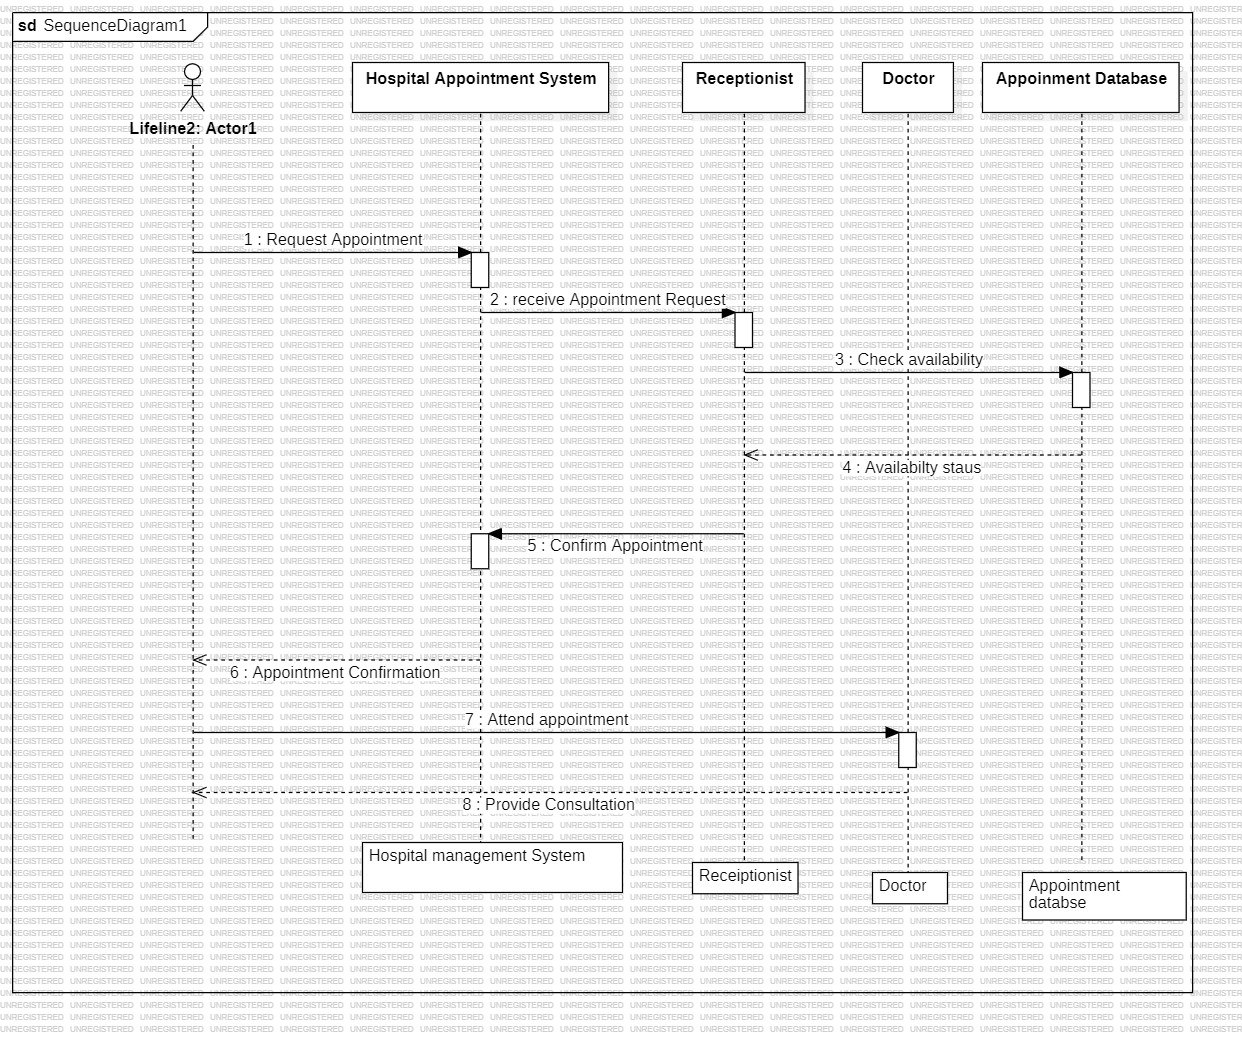 sd SequenceDiagram1
Hospital Appointment System
Receptionist
Doctor
Appoinment Database
Lifeline2: Actor1
1 : Request Appointment
2 : receive Appointment Request
3 : Check availability
4 : Availabilty staus
5 : Confirm Appointment
6 : Appointment Confirmation
7 : Attend appointment
8 : Provide Consultation
Hospital management System
Receiptionist
Doctor
Appointment
databse
UNREGISTERED